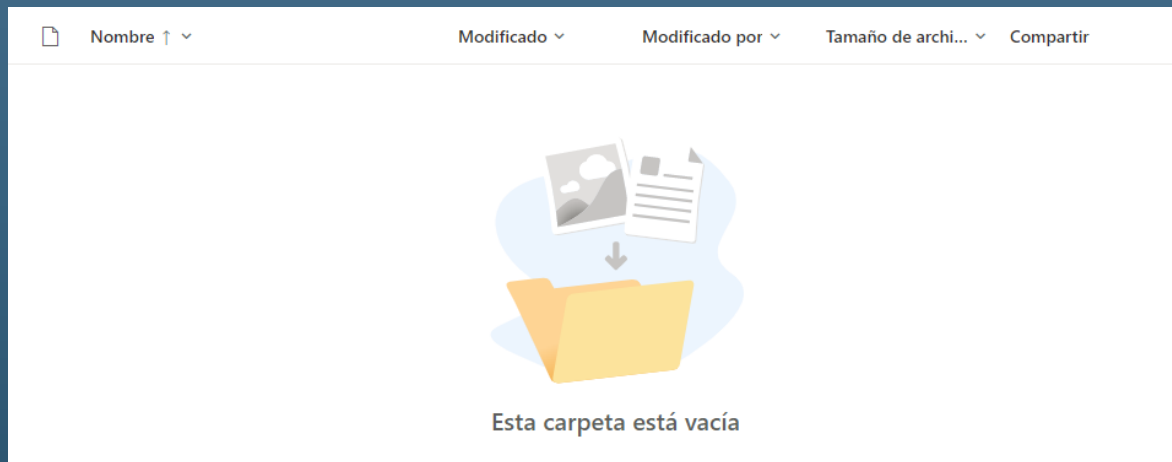 Nombre ↑ Modificado Modificado por Tamaño de archi... Compartir
Esta carpeta está vacía